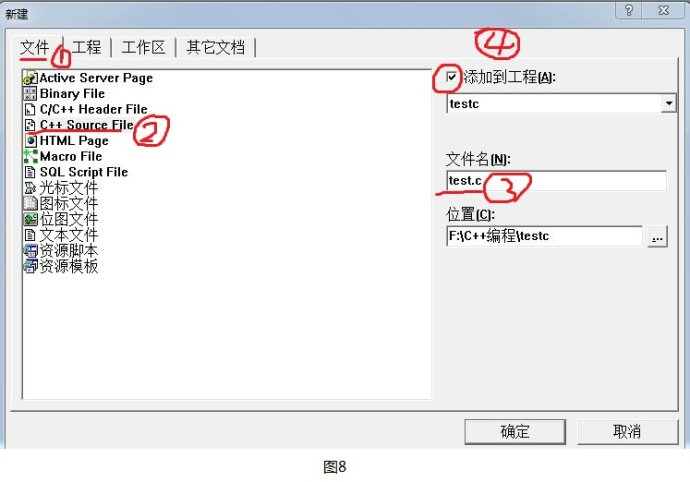 新建
文件 ① 工程 工作区 其它文档
Active Server Page
Binary File
C/C++ Header File
C++ Source File ②
HTML Page
Macro File
SQL Script File
光标文件
图标文件
位图文件
文本文件
资源脚本
资源模板
④
添加到工程(A):
testc
文件名(N):
test.c ③
位置(C):
F:\C++编程\testc
...
确定 取消
图8